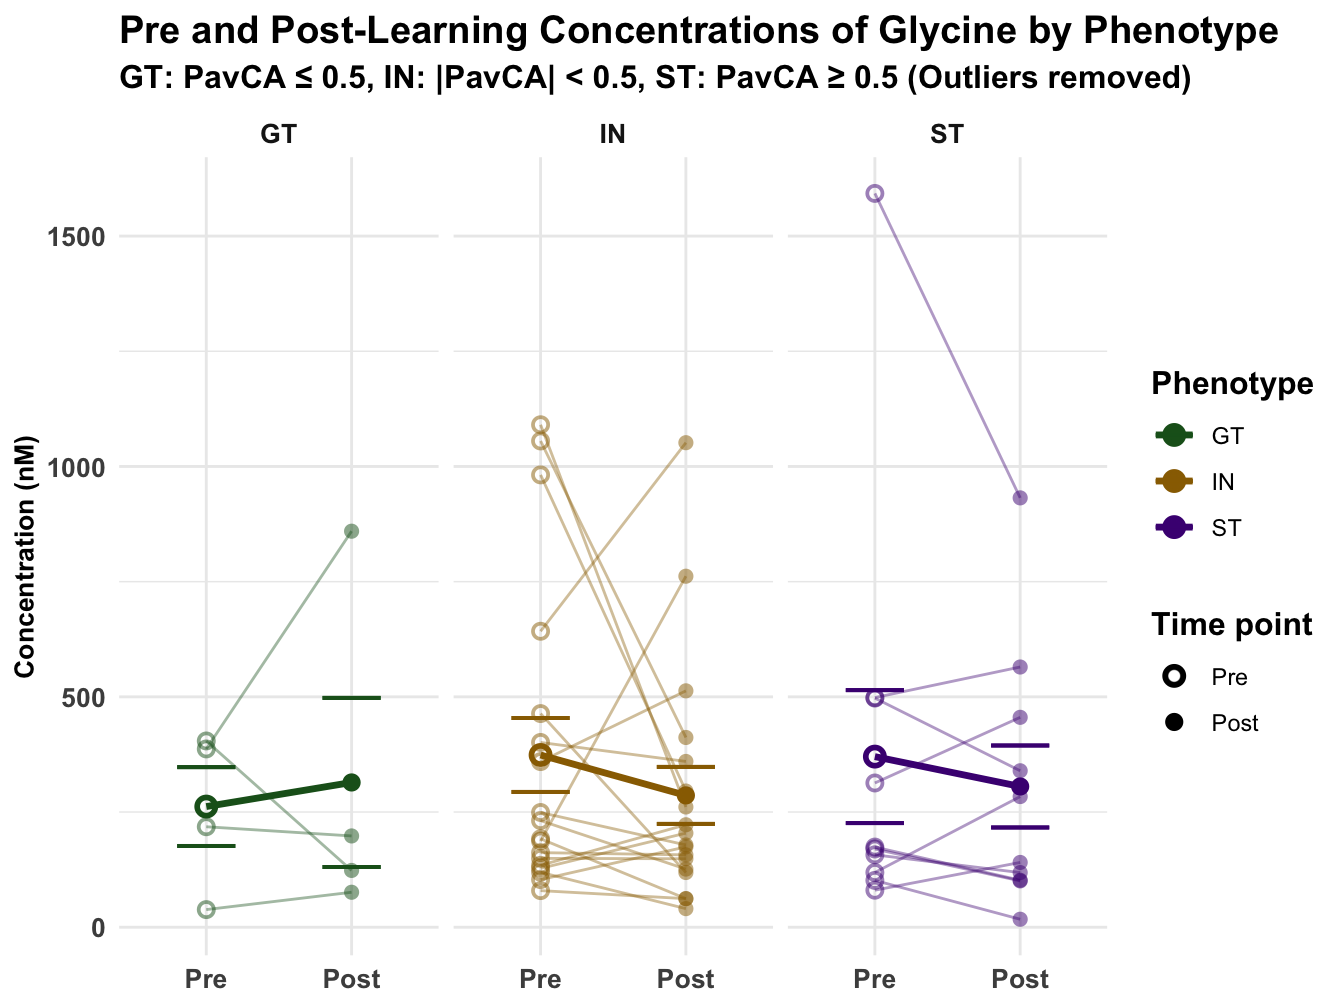 Pre and Post-Learning Concentrations of Glycine by Phenotype
GT: PavCA ≤ 0.5, IN: |PavCA| < 0.5, ST: PavCA ≥ 0.5 (Outliers removed)
GT
IN
ST
1500
1000
500
0
Concentration (nM)
Pre
Post
Pre
Post
Pre
Post
Phenotype
GT
IN
ST
Time point
Pre
Post